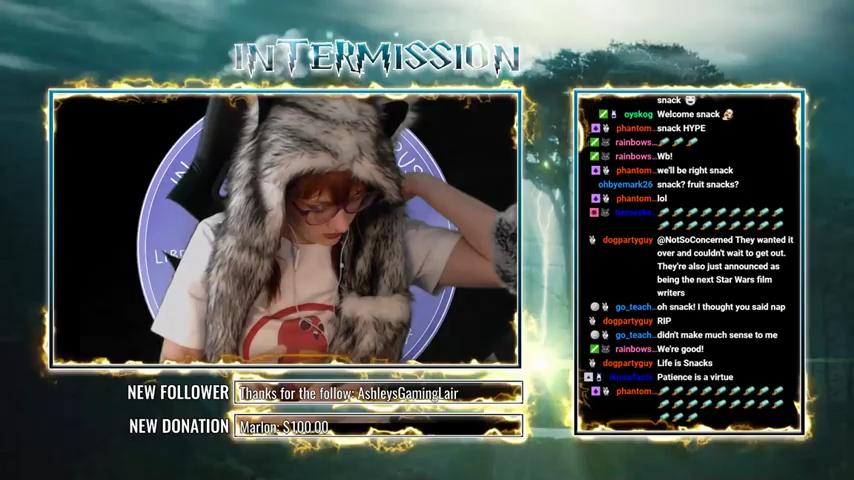 INTERMISSION
snack
oyskog Welcome snack
phantom… snack HYPE
rainbows…
rainbows… Wb!
phantom… we'll be right snack
ohbyemark26 snack? fruit snacks?
phantom… lol
dogpartyguy @NotSoConcerned They wanted it
over and couldn't wait to get out.
They're also just announced as
being the next Star Wars film
writers
go_teach… oh snack! I thought you said nap
dogpartyguy RIP
go_teach… didn't make much sense to me
rainbows… We're good!
dogpartyguy Life is Snacks
Patience is a virtue
phantom…
NEW FOLLOWER Thanks for the follow: AshleysGamingLair
NEW DONATION Marlon: $100.00